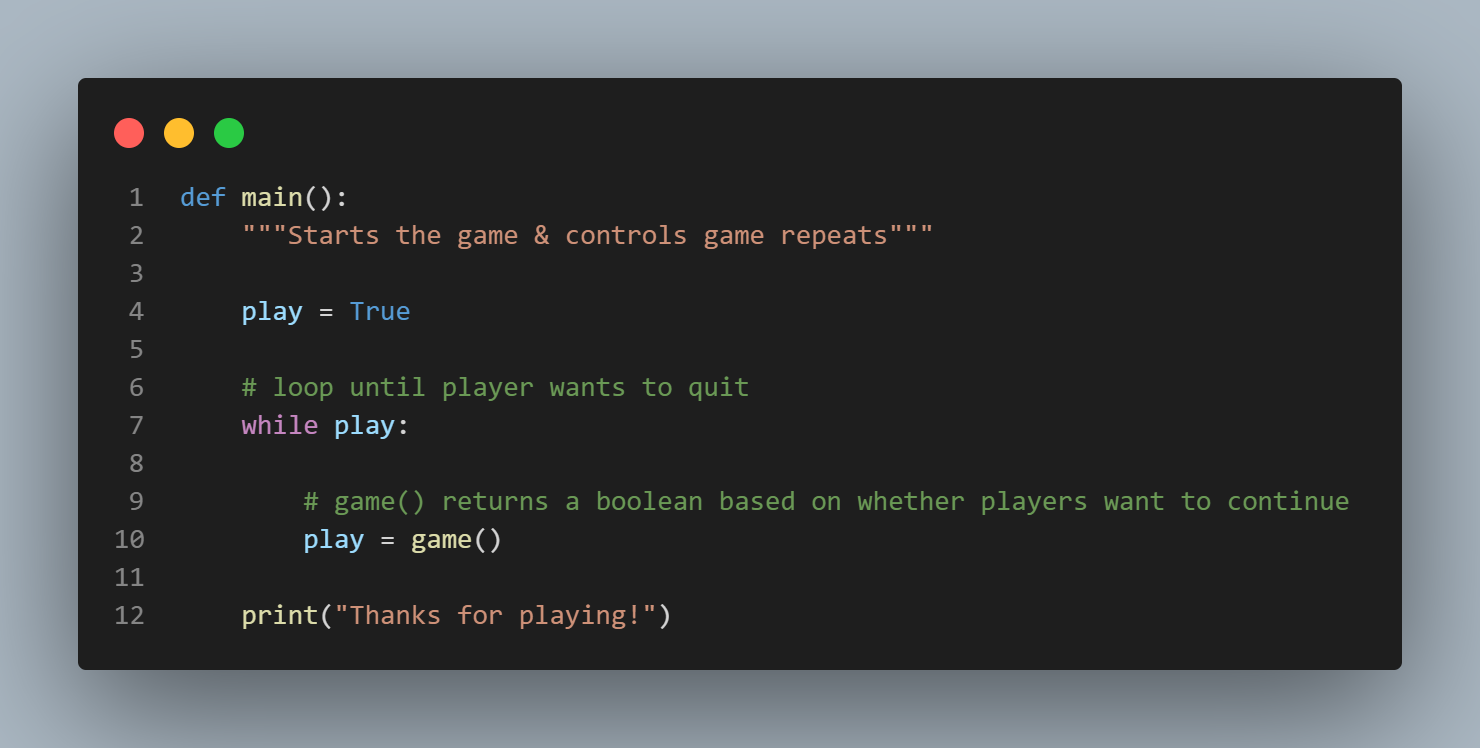 1 def main():
2     """Starts the game & controls game repeats"""
3
4     play = True
5
6     # loop until player wants to quit
7     while play:
8
9         # game() returns a boolean based on whether players want to continue
10         play = game()
11
12     print("Thanks for playing!")